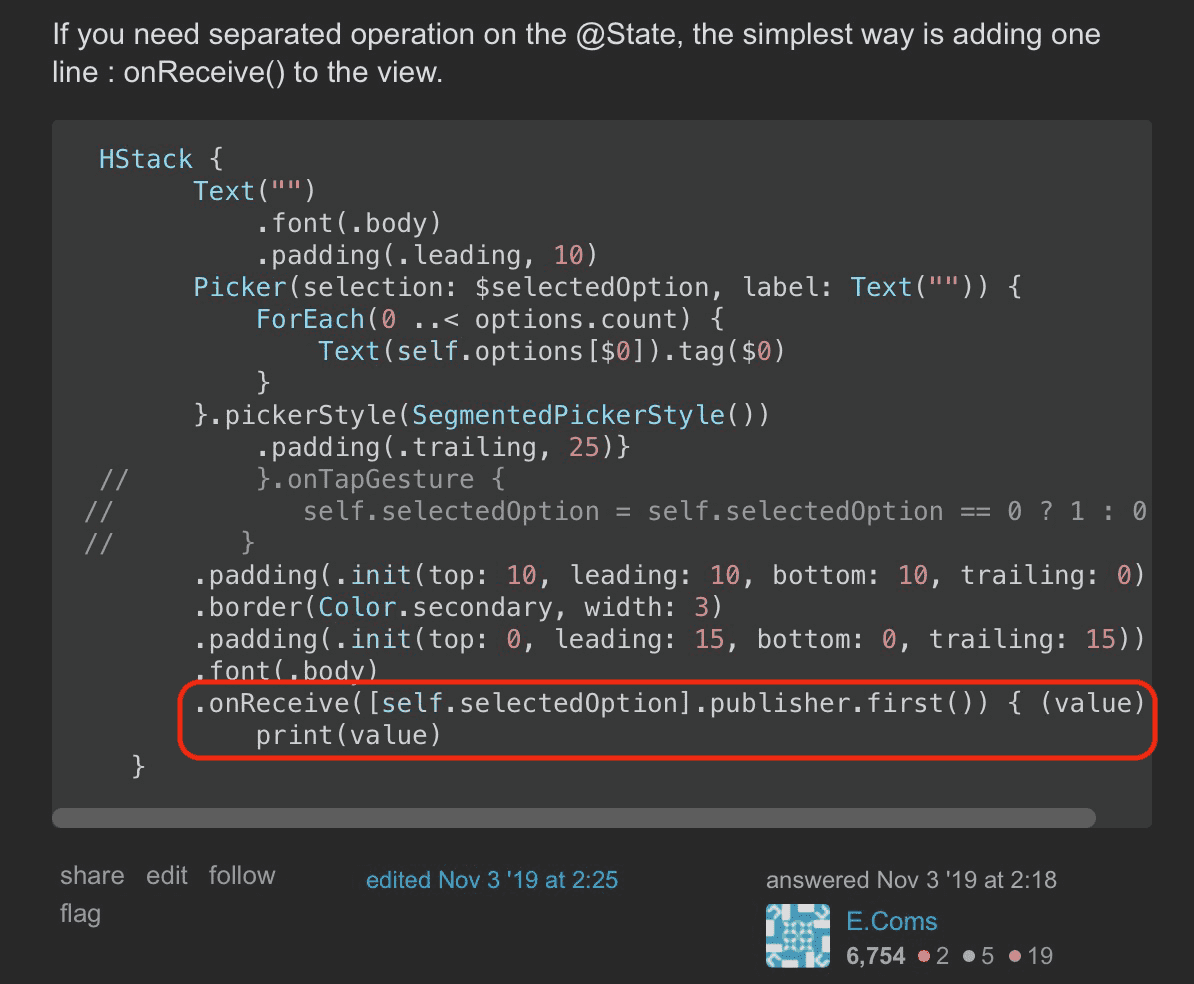 If you need separated operation on the @State, the simplest way is adding one
line : onReceive() to the view.
HStack {
Text("")
.font(.body)
.padding(.leading, 10)
Picker(selection: $selectedOption, label: Text("")) {
ForEach(0 ..< options.count) {
Text(self.options[$0]).tag($0)
}
}.pickerStyle(SegmentedPickerStyle())
.padding(.trailing, 25)}
// }.onTapGesture {
// self.selectedOption = self.selectedOption == 0 ? 1 : 0
// }
.padding(.init(top: 10, leading: 10, bottom: 10, trailing: 0)
.border(Color.secondary, width: 3)
.padding(.init(top: 0, leading: 15, bottom: 0, trailing: 15))
.font(.body)
.onReceive([self.selectedOption].publisher.first()) { (value)
print(value)
}
share edit follow
flag
edited Nov 3 '19 at 2:25
answered Nov 3 '19 at 2:18
E.Coms
6,754 ● 2 ● 5 ● 19